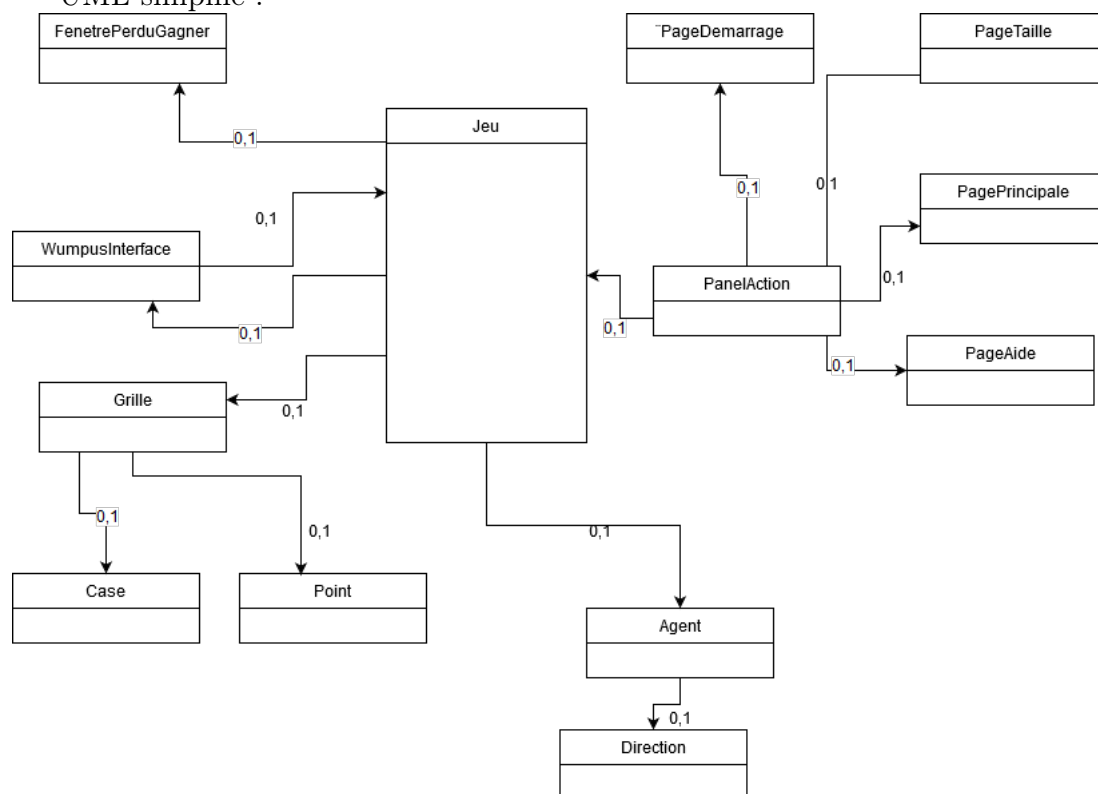 UML simplifié :
FenetrePerduGagner
¨PageDemarrage
PageTaille
Jeu
0,1
0,1
0,1
PagePrincipale
0,1
WumpusInterface
PanelAction
0,1
0,1
0,1
PageAide
0,1
Grille
0,1
0,1
0,1
0,1
Case
Point
Agent
0,1
Direction